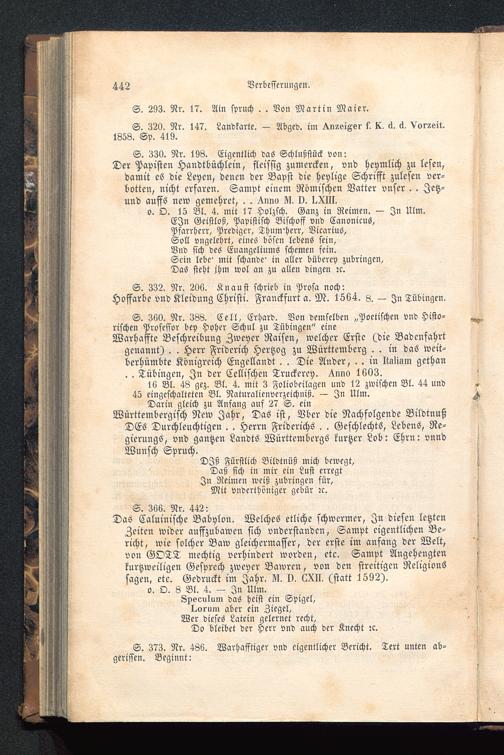 442 Verbesserungen.
S. 293. Nr. 17. Ain spruch . . Von Martin Maier.
S. 320. Nr. 147. Landkarte. — Abged. im Anzeiger f. K. d. d. Vorzeit.
1858. Sp. 419.
S. 330. Nr. 198. Eigentlich das Schlußstück von:
Der Papisten Handtbüchlein, fleissig zumercken, vnd heymlich zu lesen,
damit es die Leyen, denen der Bapst die heylige Schrifft zulesen ver-
botten, nicht erfaren. Sampt einem Römischen Vatter vnser . . Jetz-
und auffs new gemehret, . . Anno M. D. LXIII.
o. O. 15 Bl. 4. mit 17 Holzsch. Ganz in Reimen. — In Ulm.
EJn Geistloß, Papistisch Bischoff vnd Canonicus,
Pfarrherr, Prediger, Thumherr, Vicarius,
Soll vngelehrt, eines bösen lebens sein,
Vnd sich des Euangeliums schemen fein.
Sein lebe mit schande in aller büberey zubringen,
Das steht jhm wol an zu allen dingen ꝛc.
S. 332. Nr. 206. Knaust schrieb in Prosa noch:
Hoffarbe vnd Kleidung Christi. Franckfurt a. M. 1564. 8. — In Tübingen.
S. 360. Nr. 388. Cell, Erhard. Von demselben „Poetischen vnd Histo-
rischen Professor bey Hoher Schul zu Tübingen“ eine
Warhaffte Beschreibung Zweyer Raisen, welcher Erste (die Badenfahrt
genannt) . . Herr Friderich Hertzog zu Württemberg . . in das weit-
berhümbte Königreich Engellandt . . Die Ander, . . in Italiam gethan
. . Tübingen, In der Cellischen Truckerey. Anno 1603.
16 Bl. 48 gez. Bl. 4. mit 3 Foliobeilagen und 12 zwischen Bl. 44 und
45 eingeschalteten Bl. Naturalienverzeichniß. — In Ulm.
Darin gleich zu Anfang auf 27 S. ein
Württembergisch New Jahr, Das ist, Vber die Nachfolgende Bildtnuß
DEs Durchleuchtigen . . Herrn Friderichs . . Geschlechts, Lebens, Re-
gierungs, vnd gantzen Landts Württembergs kurtzer Lob: Ehrn: vnnd
Wunsch Spruch.
DJß Fürstlich Bildtnüß mich bewegt,
Daß sich in mir ein Lust erregt
In Reimen weiß zubringen für,
Mit vnderthöniger gebür ꝛc.
S. 366. Nr. 442:
Das Caluinische Babylon. Welches etliche schwermer, In diesen letzten
Zeiten wider auffzubawen sich vnderstanden, Sampt eigentlichen Be-
richt, wie solcher Baw gleichermasser, der erste im anfang der Welt,
von GOTT mechtig verhindert worden, etc. Sampt Angehengten
kurtzweiligen Gesprech zweyer Bawren, von den streitigen Religions
sagen, etc. Gedruckt im Jahr. M. D. CXII. (statt 1592).
o. O. 8 Bl. 4. — In Ulm.
Speculum das heist ein Spigel,
Lorum aber ein Ziegel,
Wer dieses Latein gelernet recht,
Do bleibet der Herr vnd auch der Knecht ꝛc.
S. 373. Nr. 486. Warhafftiger vnd eigentlicher Bericht. Text unten ab-
gerissen. Beginnt: